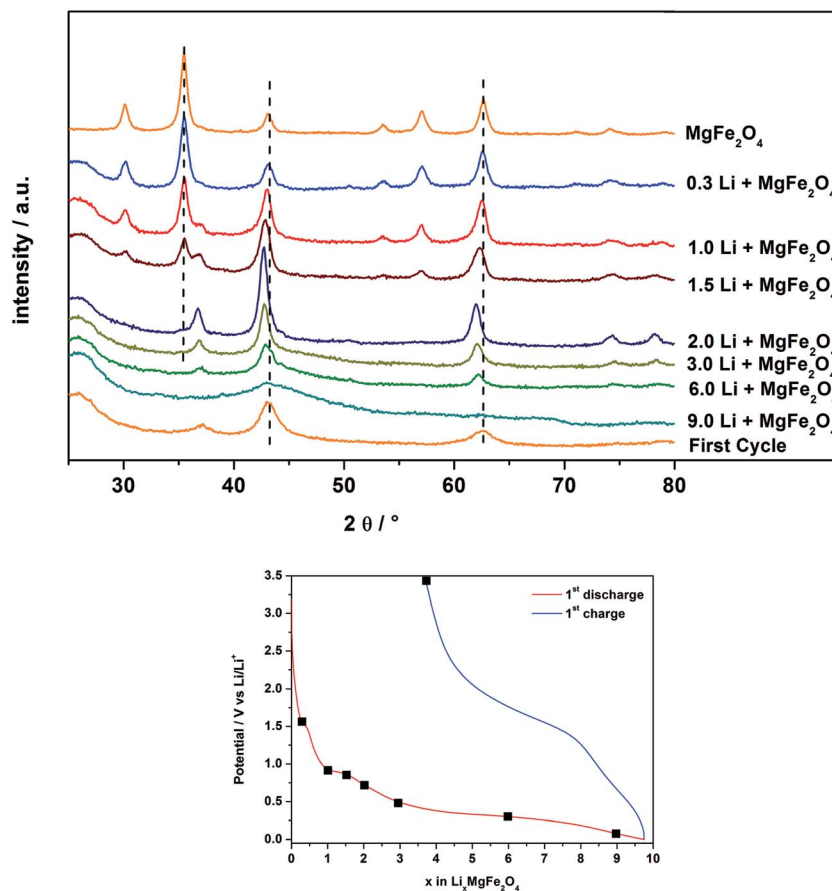 intensity / a.u.
MgFe₂O₄
0.3 Li + MgFe₂O₄
1.0 Li + MgFe₂O₄
1.5 Li + MgFe₂O₄
2.0 Li + MgFe₂O₄
3.0 Li + MgFe₂O₄
6.0 Li + MgFe₂O₄
9.0 Li + MgFe₂O₄
First Cycle
30 40 50 60 70 80
2 θ / °
Potential / V vs Li/Li⁺
3.5
3.0
2.5
2.0
1.5
1.0
0.5
0.0
1ˢᵗ discharge
1ˢᵗ charge
0 1 2 3 4 5 6 7 8 9 10
x in LiₓMgFe₂O₄